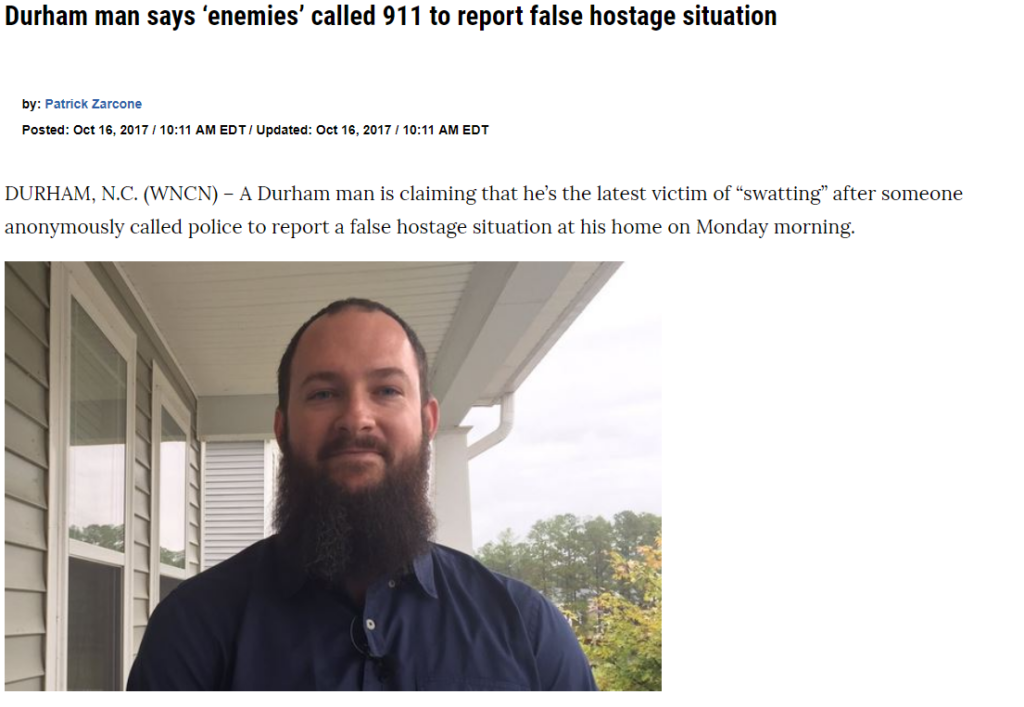 Durham man says ‘enemies’ called 911 to report false hostage situation
by: Patrick Zarcone
Posted: Oct 16, 2017 / 10:11 AM EDT / Updated: Oct 16, 2017 / 10:11 AM EDT
DURHAM, N.C. (WNCN) – A Durham man is claiming that he’s the latest victim of “swatting” after someone
anonymously called police to report a false hostage situation at his home on Monday morning.